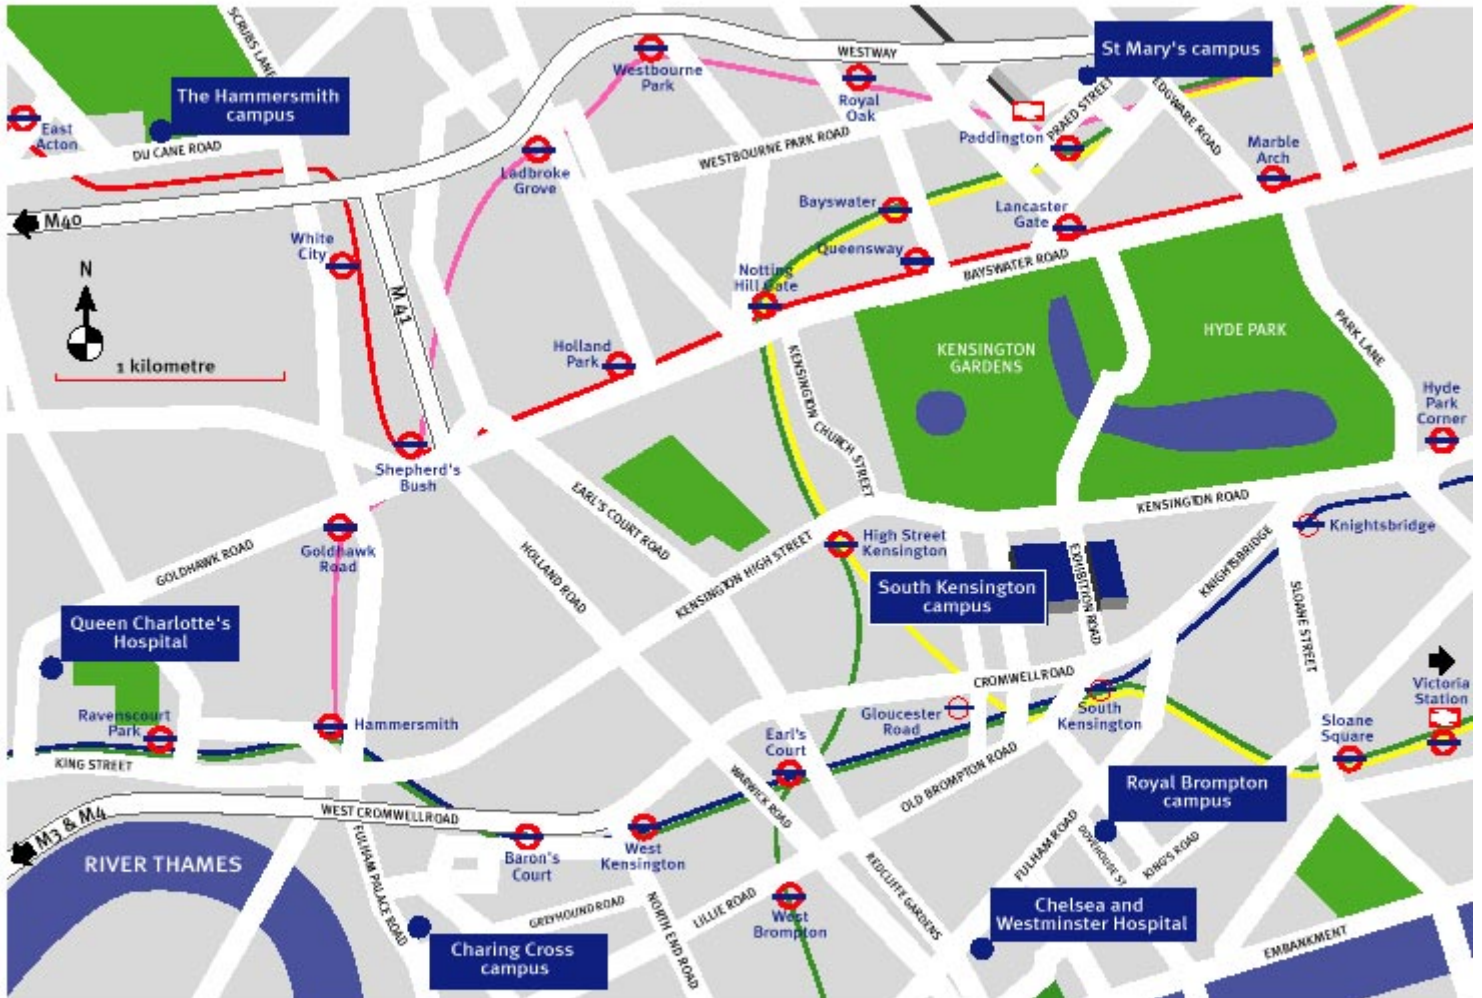 SCRUBS LANE
WESTWAY
St Mary's campus
Westbourne
Park
The Hammersmith
campus
Royal
Oak
EDGWARE ROAD
PRAED STREET
East
Acton
Paddington
DU CANE ROAD
WESTBOURNE PARK ROAD
Marble
Arch
Ladbroke
Grove
Bayswater
Lancaster
Gate
M40
White
City
Queensway
BAYSWATER ROAD
N
Notting
Hill Gate
M41
HYDE PARK
PARK LANE
KENSINGTON
GARDENS
Holland
Park
1 kilometre
KENSINGTON CHURCH STREET
Hyde
Park
Corner
Shepherd's
Bush
EARL'S COURT ROAD
KENSINGTON ROAD
Knightsbridge
Goldhawk
Road
GOLDHAWK ROAD
HOLLAND ROAD
KENSINGTON HIGH STREET
High Street
Kensington
EXHIBITION ROAD
KNIGHTSBRIDGE
SLOANE STREET
South Kensington
campus
Queen Charlotte's
Hospital
CROMWELL ROAD
Victoria
Station
Ravenscourt
Park
Hammersmith
Gloucester
Road
South
Kensington
Sloane
Square
Earl's
Court
KING STREET
WARWICK ROAD
OLD BROMPTON ROAD
Royal Brompton
campus
WEST CROMWELL ROAD
M3 & M4
FULHAM PALACE ROAD
RIVER THAMES
Baron's
Court
West
Kensington
REDCLIFFE GARDENS
FULHAM ROAD
DOVEHOUSE ST
KING'S ROAD
GREYHOUND ROAD
NORTH END ROAD
LILLIE ROAD
West
Brompton
Chelsea and
Westminster Hospital
EMBANKMENT
Charing Cross
campus